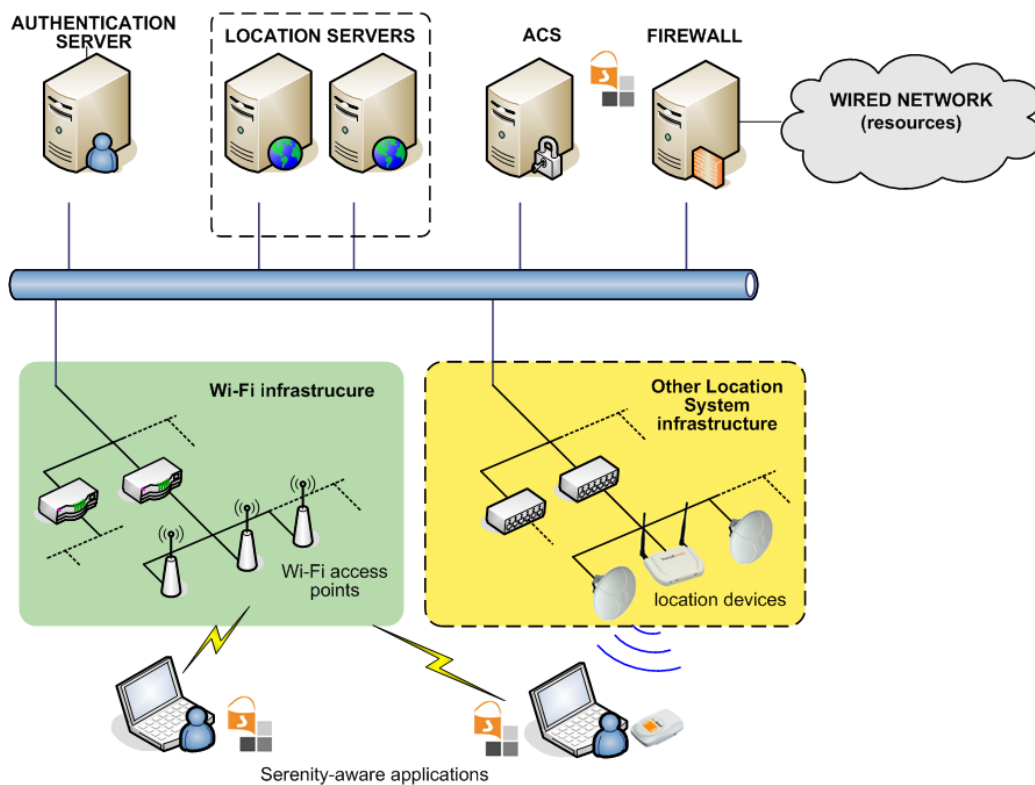 AUTHENTICATION
SERVER
LOCATION SERVERS
ACS
FIREWALL
WIRED NETWORK
(resources)
Wi-Fi infrastrucure
Other Location
System
infrastructure
Wi-Fi access
points
location devices
Serenity-aware applications